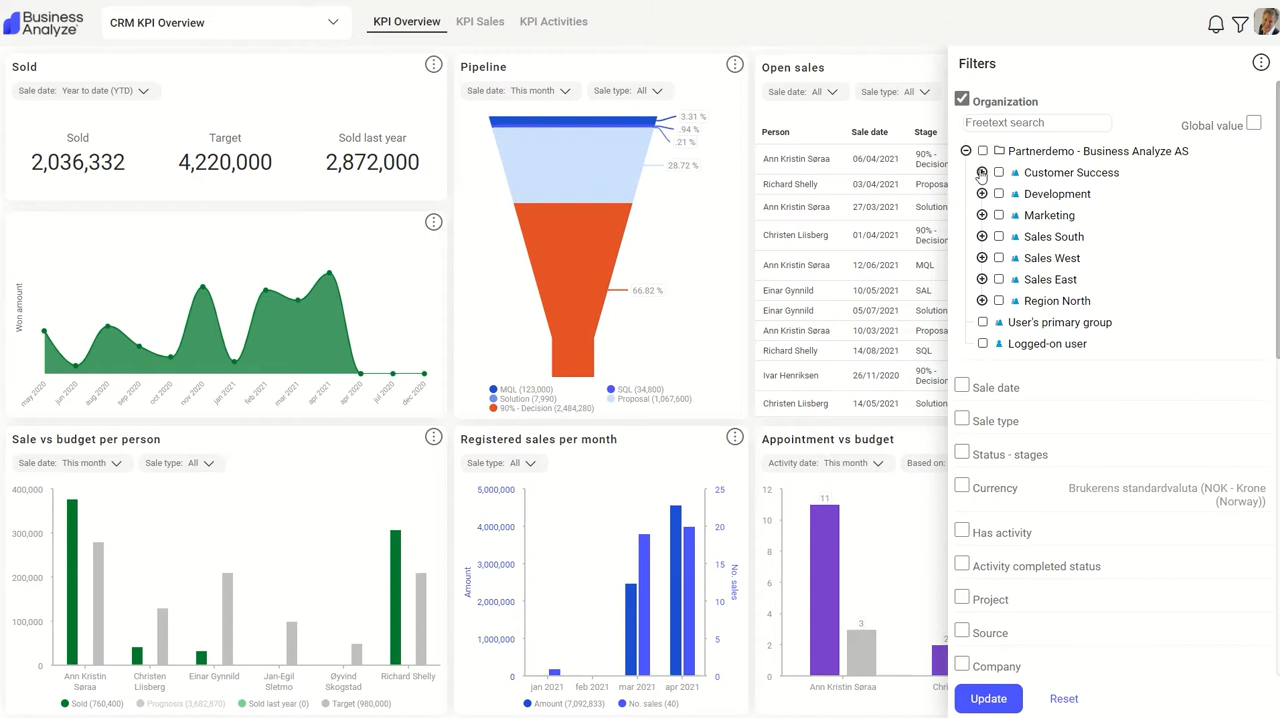 Business
Analyze
CRM KPI Overview
KPI Overview
KPI Sales
KPI Activities
Sold
Sale date: Year to date (YTD)
Sold
Target
Sold last year
2,036,332
4,220,000
2,872,000
Won amount
may 2020
jun 2020
aug 2020
sep 2020
oct 2020
nov 2020
jan 2021
feb 2021
mar 2021
apr 2021
apr 2020
jul 2020
dec 2020
Pipeline
Sale date: This month
Sale type: All
3.31 %
.94 %
.21 %
28.72 %
66.82 %
MQL (123,000)
SQL (34,800)
Solution (7,990)
Proposal (1,067,600)
90% - Decision (2,484,280)
Open sales
Sale date: All
Sale type: All
Person Sale date Stage
Ann Kristin Søraa 06/04/2021 90% -
Decision
Richard Shelly 03/04/2021 Proposa
Ann Kristin Søraa 27/03/2021 Solution
Christen Liisberg 01/04/2021 90% -
Decision
Ann Kristin Søraa 12/06/2021 MQL
Einar Gynnild 10/05/2021 SAL
Einar Gynnild 05/07/2021 Solution
Ann Kristin Søraa 10/03/2021 Proposa
Richard Shelly 14/08/2021 SQL
Ivar Henriksen 26/11/2020 90% -
Decision
Christen Liisberg 14/05/2021 Solution
Sale vs budget per person
Sale date: This month
Sale type: All
400,000
300,000
200,000
100,000
0
Ann Kristin
Søraa
Christen
Liisberg
Einar Gynnild
Jan-Egil
Sletmo
Øyvind
Skogstad
Richard Shelly
Sold (760,400)
Prognosis (3,682,870)
Sold last year (0)
Target (980,000)
Registered sales per month
Sale type: All
5,000,000
4,000,000
3,000,000
2,000,000
1,000,000
0
Amount
25
20
15
10
5
0
No. sales
jan 2021
feb 2021
mar 2021
apr 2021
Amount (7,092,833)
No. sales (40)
Appointment vs budget
Activity date: This month
Based on:
12
10
8
6
4
2
0
11
3
2
Ann Kristin Søraa
Chri
Filters
Organization
Freetext search
Global value
Partnerdemo - Business Analyze AS
Customer Success
Development
Marketing
Sales South
Sales West
Sales East
Region North
User's primary group
Logged-on user
Sale date
Sale type
Status - stages
Currency
Brukerens standardvaluta (NOK - Krone
(Norway))
Has activity
Activity completed status
Project
Source
Company
Update
Reset